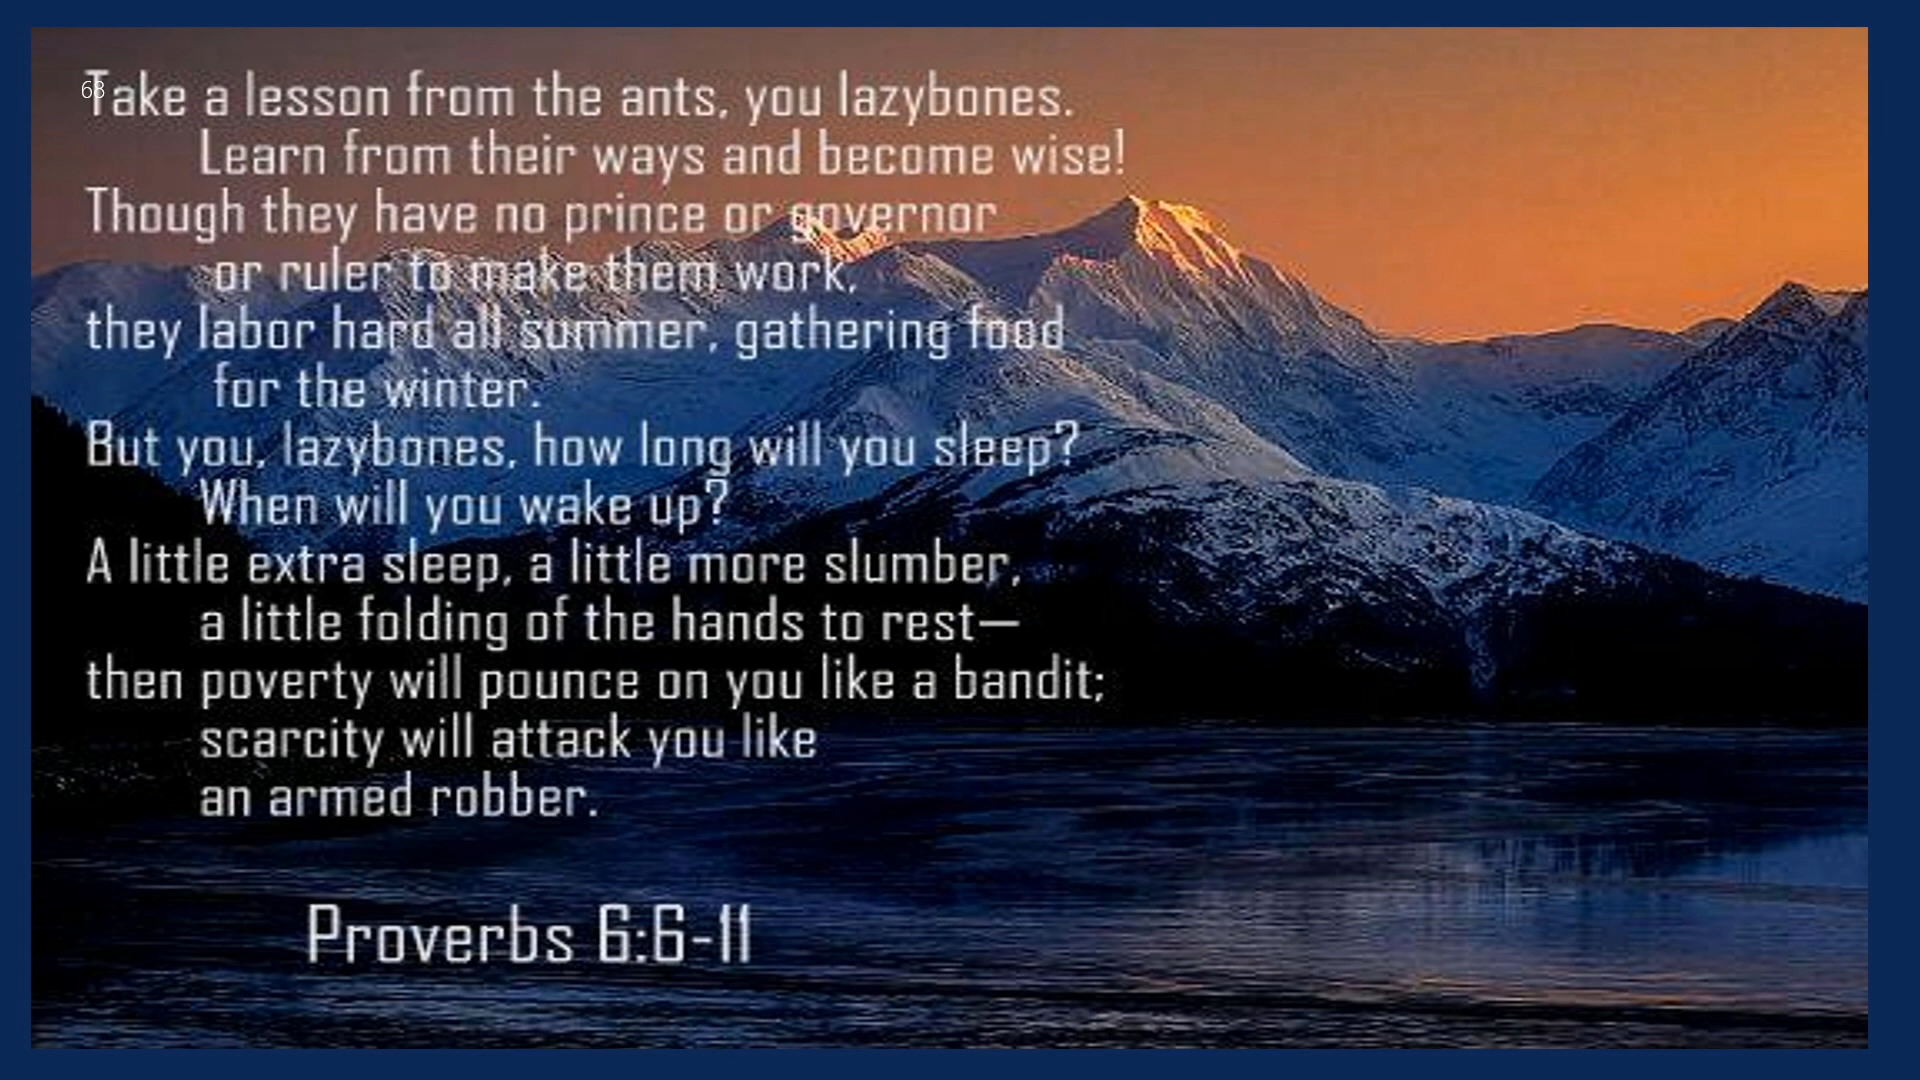 68
Take a lesson from the ants, you lazybones.
Learn from their ways and become wise!
Though they have no prince or governor
or ruler to make them work,
they labor hard all summer, gathering food
for the winter.
But you, lazybones, how long will you sleep?
When will you wake up?
A little extra sleep, a little more slumber,
a little folding of the hands to rest—
then poverty will pounce on you like a bandit;
scarcity will attack you like
an armed robber.
Proverbs 6:6-11